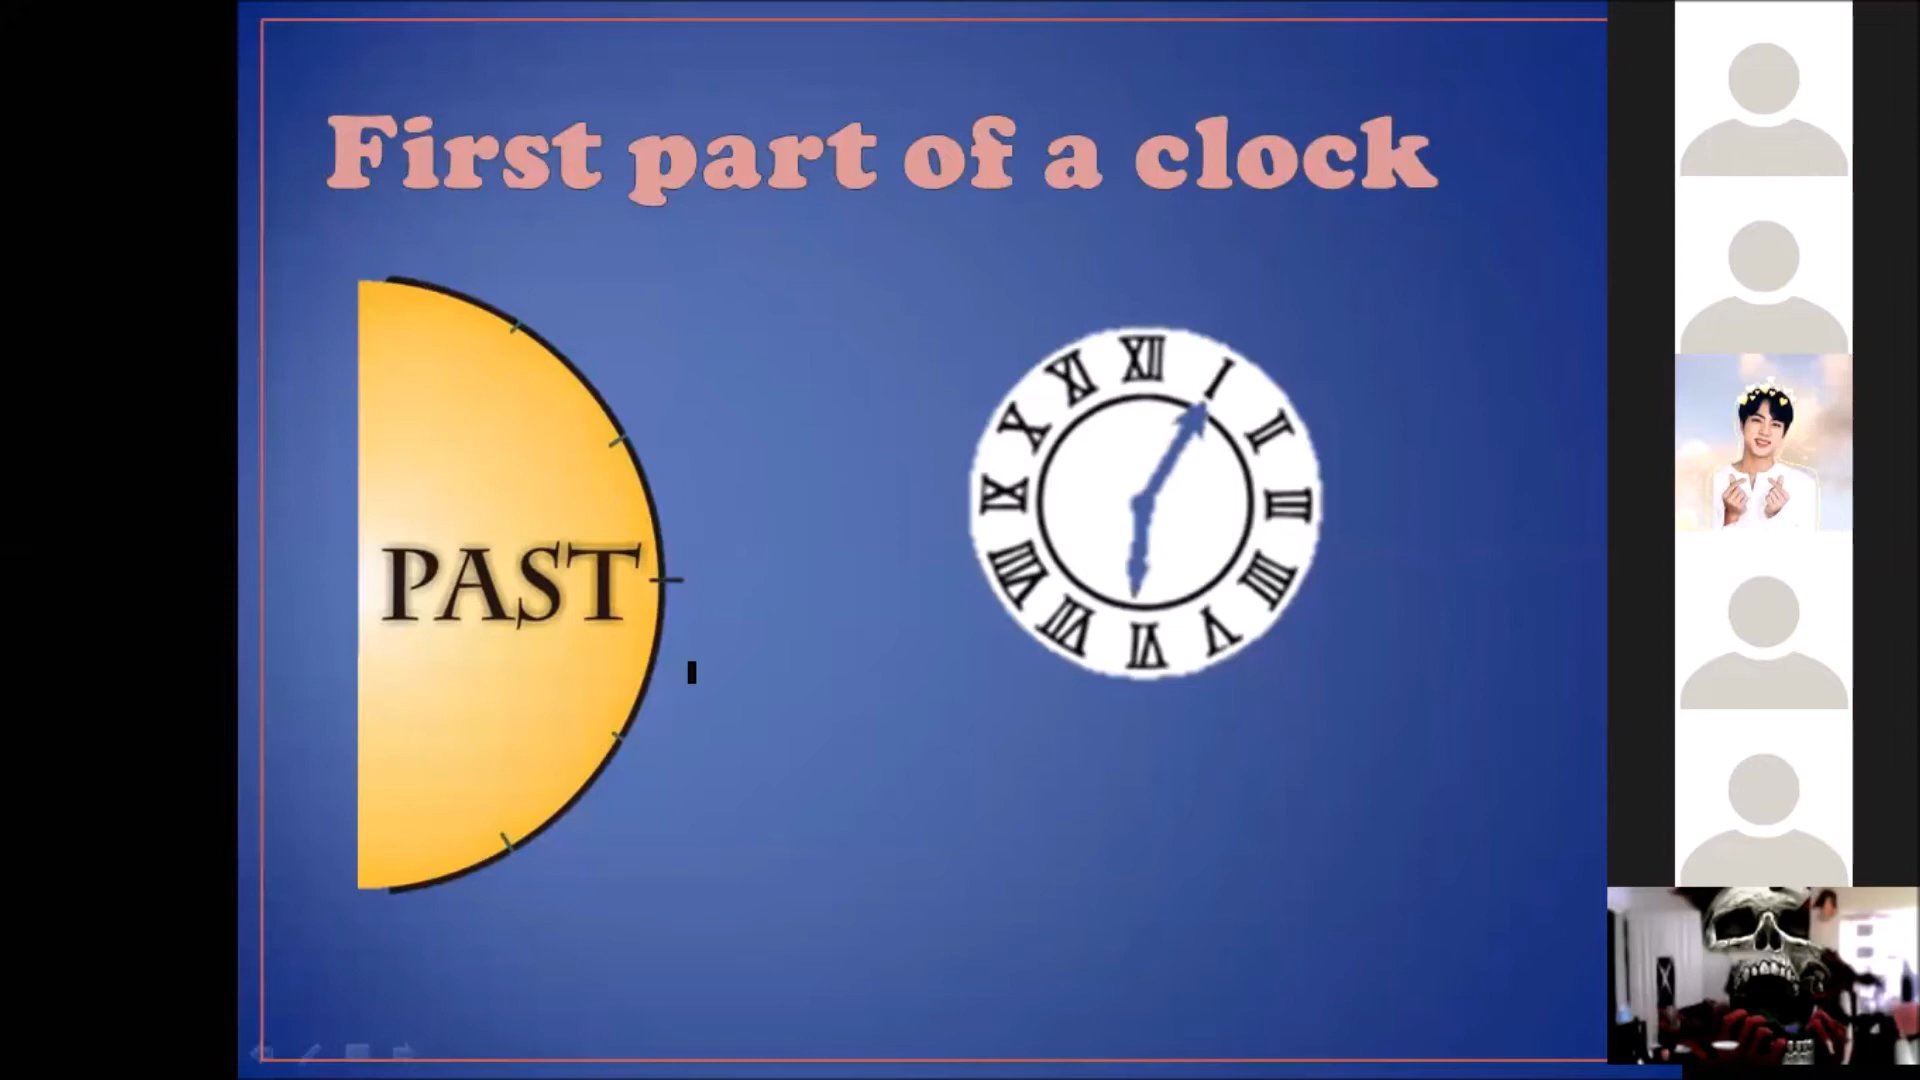 First part of a clock
PAST
XII
I
II
III
IIII
V
VI
VII
VIII
IX
X
XI